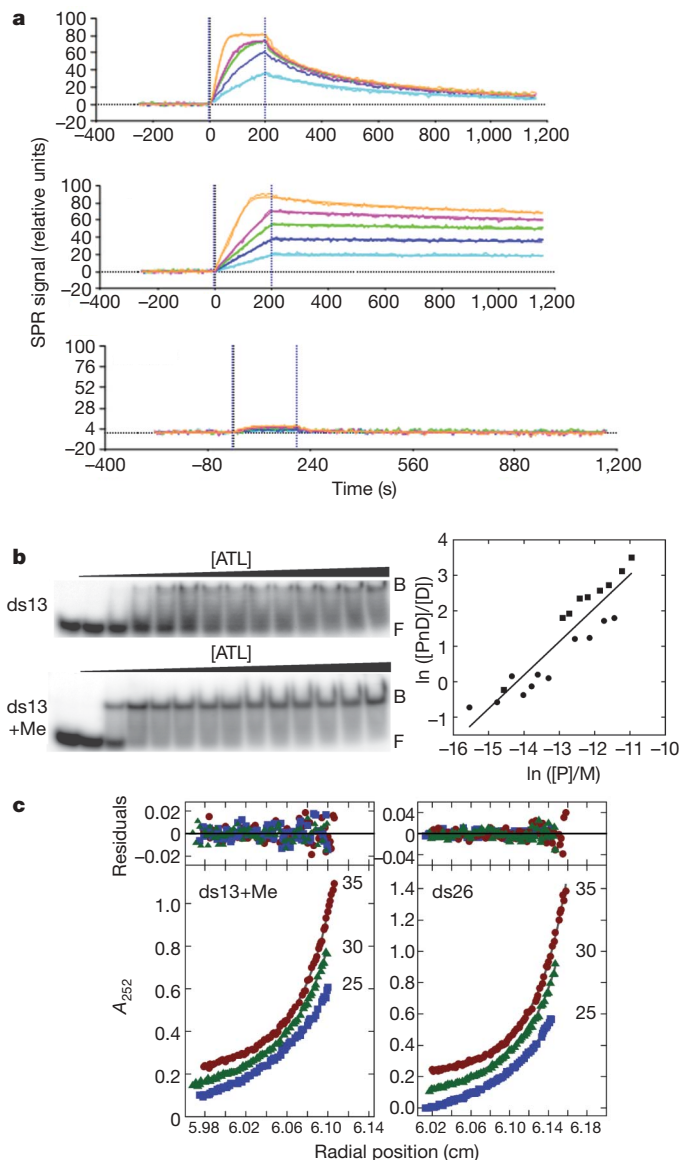 a
SPR signal (relative units)
100
80
60
40
20
0
−20
−400 −200 0 200 400 600 800 1,000 1,200
100
80
60
40
20
0
−20
−400 −200 0 200 400 600 800 1,000 1,200
100
76
52
28
4
−20
−400 −80 240 560 880 1,200
Time (s)
b
[ATL]
ds13
B
F
[ATL]
ds13
+Me
B
F
ln ([PnD]/[D])
4
3
2
1
0
−1
−16 −15 −14 −13 −12 −11 −10
ln ([P]/M)
c
Residuals
0.02
0
−0.02
0.04
0
−0.04
A252
ds13+Me
35
30
25
1.0
0.8
0.6
0.4
0.2
0
5.98 6.02 6.06 6.10 6.14
ds26
35
30
25
1.4
1.2
1.0
0.8
0.6
0.4
0.2
0.0
6.02 6.06 6.10 6.14 6.18
Radial position (cm)